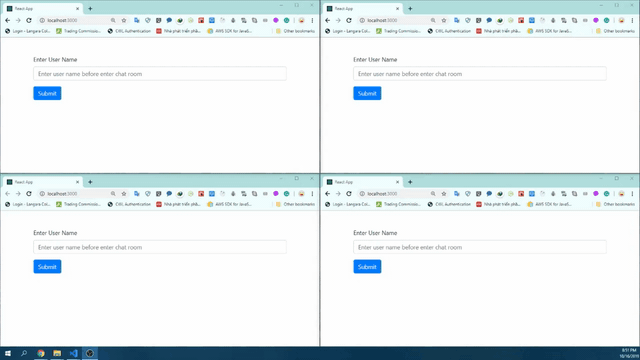 React App
localhost:3000
Login - Langara Col...
Trading Commissio...
CWL Authentication
Nhà phát triển phầ...
AWS SDK for JavaS...
Other bookmarks
Enter User Name
Enter user name before enter chat room
Submit
React App
localhost:3000
Login - Langara Col...
Trading Commissio...
CWL Authentication
Nhà phát triển phầ...
AWS SDK for JavaS...
Other bookmarks
Enter User Name
Enter user name before enter chat room
Submit
React App
localhost:3000
Login - Langara Col...
Trading Commissio...
CWL Authentication
Nhà phát triển phầ...
AWS SDK for JavaS...
Other bookmarks
Enter User Name
Enter user name before enter chat room
Submit
React App
localhost:3000
Login - Langara Col...
Trading Commissio...
CWL Authentication
Nhà phát triển phầ...
AWS SDK for JavaS...
Other bookmarks
Enter User Name
Enter user name before enter chat room
Submit